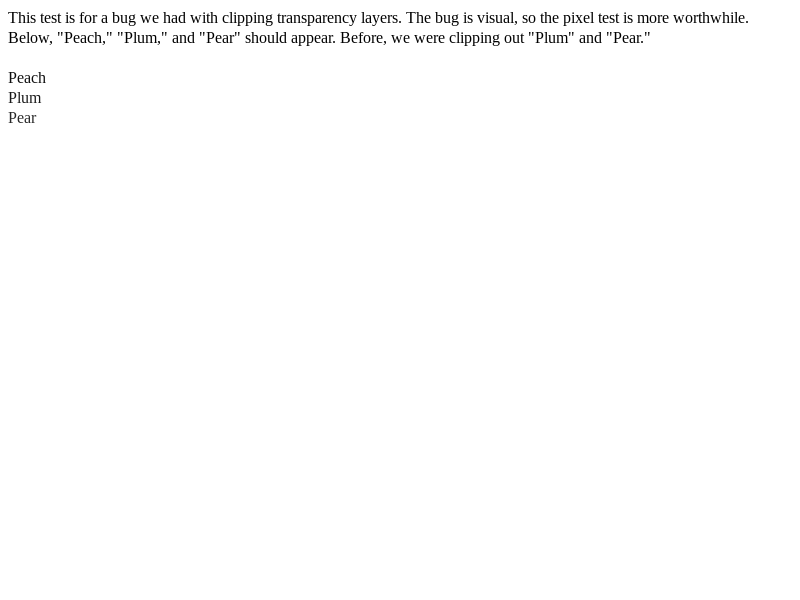 This test is for a bug we had with clipping transparency layers. The bug is visual, so the pixel test is more worthwhile.
Below, "Peach," "Plum," and "Pear" should appear. Before, we were clipping out "Plum" and "Pear."
Peach
Plum
Pear